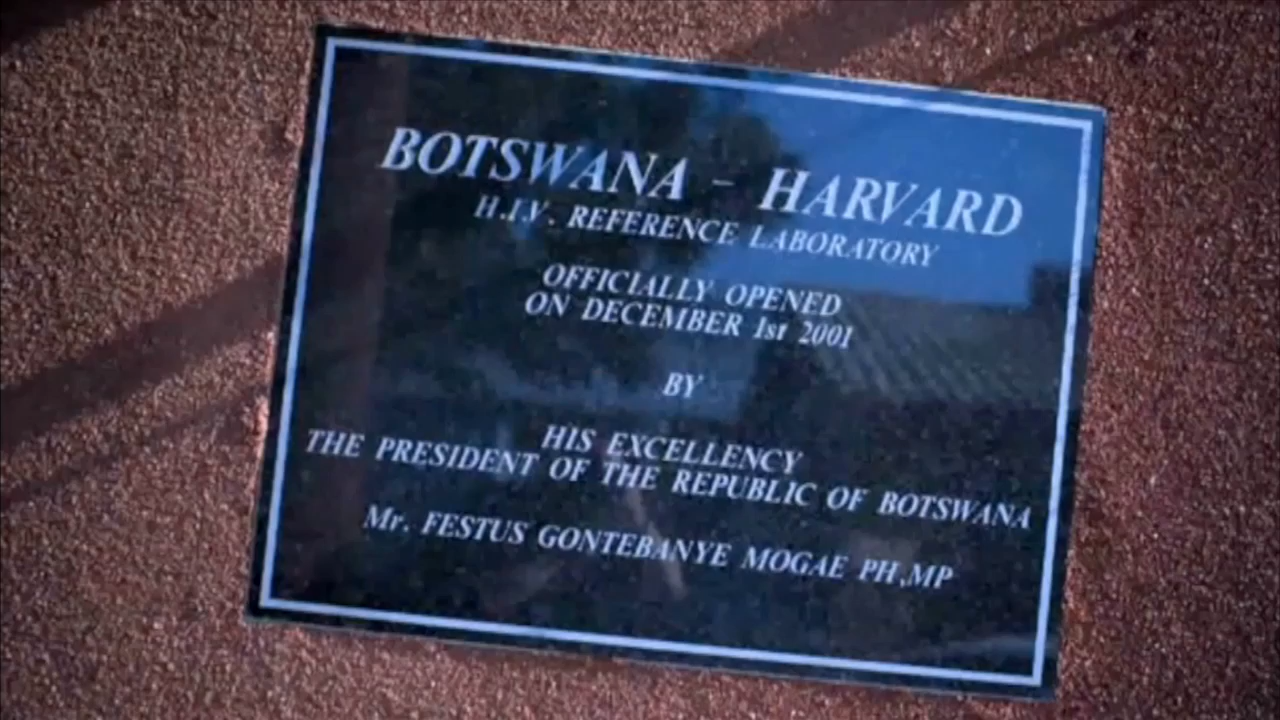 BOTSWANA - HARVARD
H.I.V. REFERENCE LABORATORY
OFFICIALLY OPENED
ON DECEMBER 1st 2001
BY
HIS EXCELLENCY
THE PRESIDENT OF THE REPUBLIC OF BOTSWANA
Mr. FESTUS GONTEBANYE MOGAE PH,MP